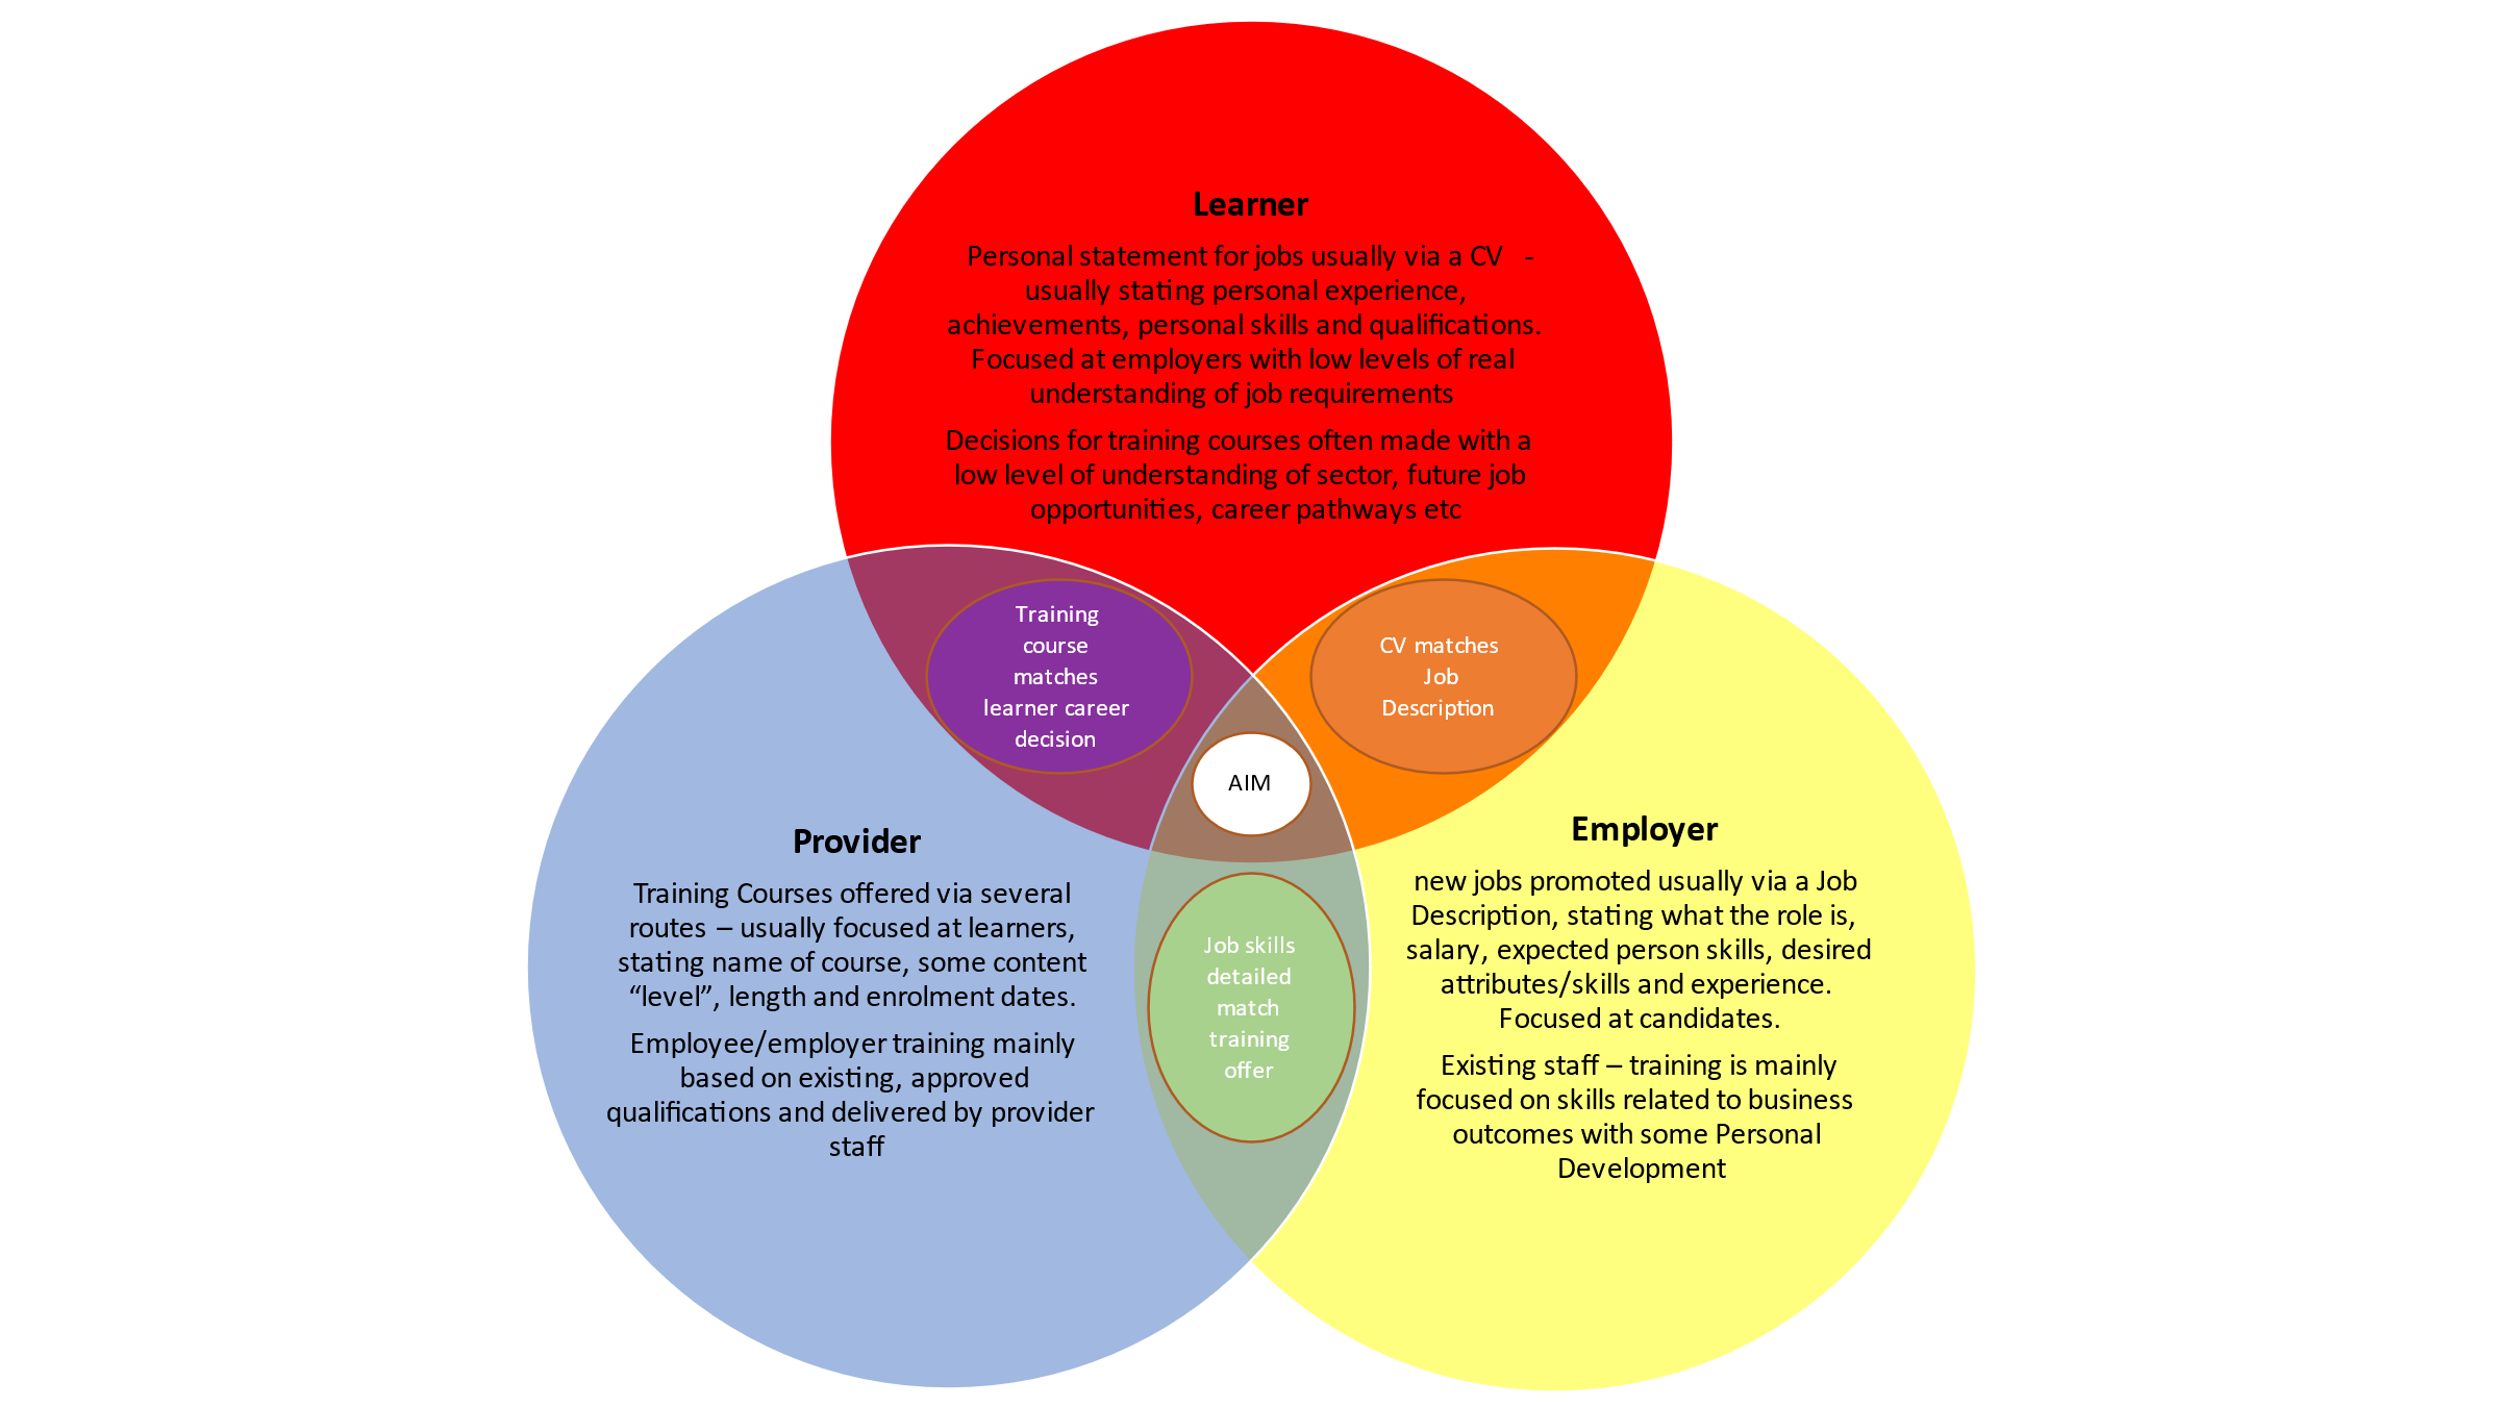 Learner
Personal statement for jobs usually via a CV -
usually stating personal experience,
achievements, personal skills and qualifications.
Focused at employers with low levels of real
understanding of job requirements
Decisions for training courses often made with a
low level of understanding of sector, future job
opportunities, career pathways etc
Training
course
matches
learner career
decision
CV matches
Job
Description
AIM
Provider
Training Courses offered via several
routes – usually focused at learners,
stating name of course, some content
“level”, length and enrolment dates.
Employee/employer training mainly
based on existing, approved
qualifications and delivered by provider
staff
Job skills
detailed
match
training
offer
Employer
new jobs promoted usually via a Job
Description, stating what the role is,
salary, expected person skills, desired
attributes/skills and experience.
Focused at candidates.
Existing staff – training is mainly
focused on skills related to business
outcomes with some Personal
Development